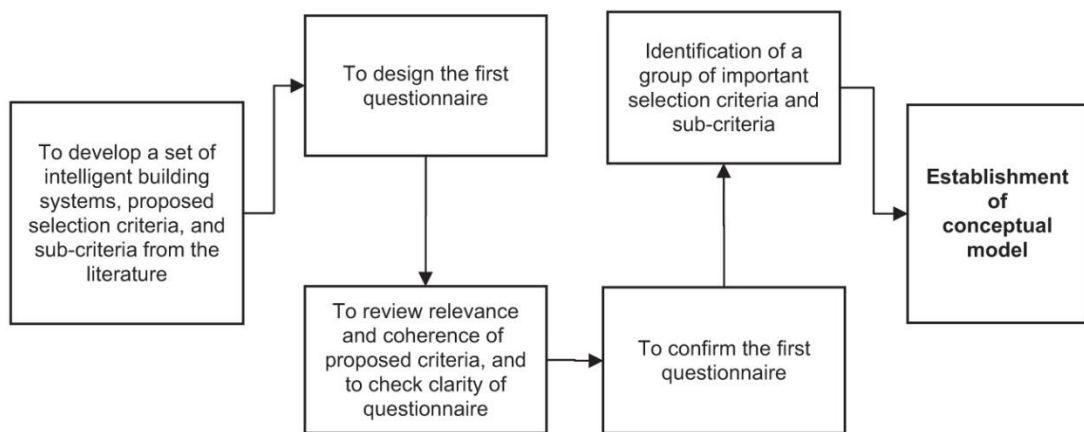 To develop a set of
intelligent building
systems, proposed
selection criteria, and
sub-criteria from the
literature
To design the first
questionnaire
To review relevance
and coherence of
proposed criteria, and
to check clarity of
questionnaire
To confirm the first
questionnaire
Identification of a
group of important
selection criteria and
sub-criteria
Establishment
of
conceptual
model